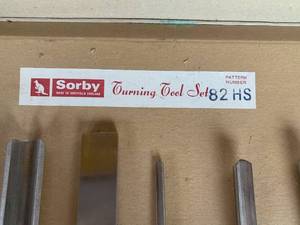 Sorby
MADE IN SHEFFIELD ENGLAND
Turning Tool Set
PATTERN
NUMBER
82 HS